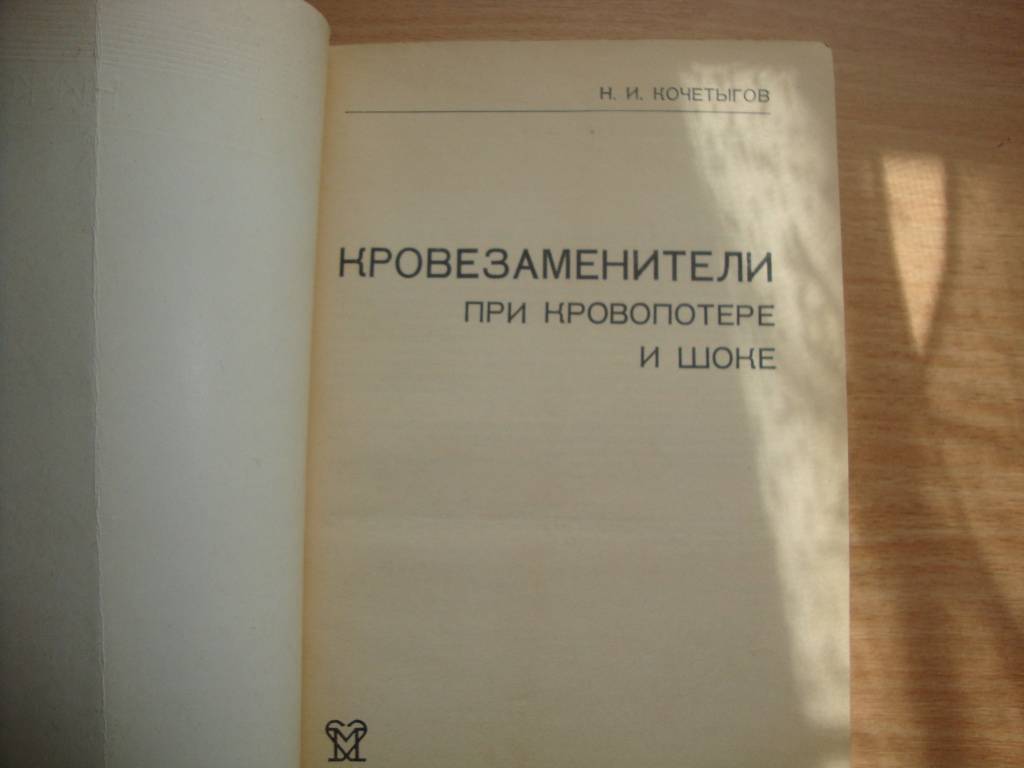 Н. И. КОЧЕТЫГОВ
КРОВЕЗАМЕНИТЕЛИ
ПРИ КРОВОПОТЕРЕ
И ШОКЕ